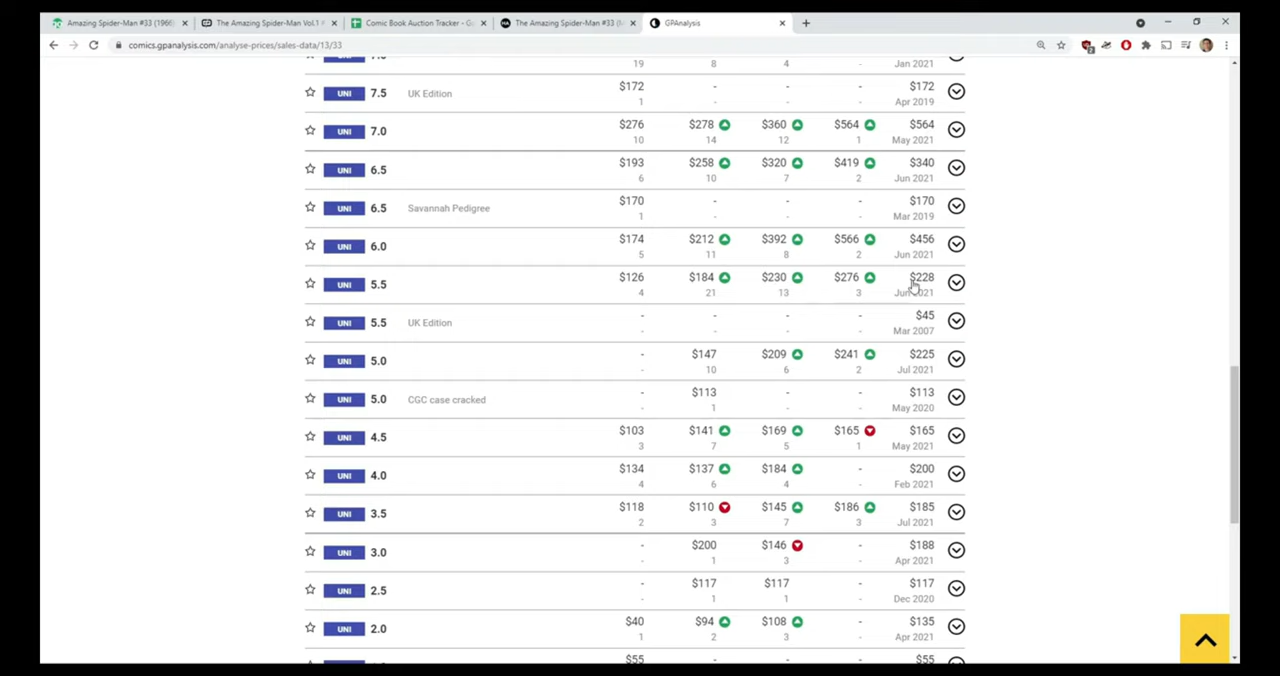 Amazing Spider-Man #33 (1966
The Amazing Spider-Man Vol.1 #
Comic Book Auction Tracker - G
The Amazing Spider-Man #33 (M
GPAnalysis
comics.gpanalysis.com/analyse-prices/sales-data/13/33
19 8 4 - Jan 2021
UNI 7.5 UK Edition $172 - - - $172
1 - - - Apr 2019
UNI 7.0 $276 $278 $360 $564 $564
10 14 12 1 May 2021
UNI 6.5 $193 $258 $320 $419 $340
6 10 7 2 Jun 2021
UNI 6.5 Savannah Pedigree $170 - - - $170
1 - - - Mar 2019
UNI 6.0 $174 $212 $392 $566 $456
5 11 8 2 Jun 2021
UNI 5.5 $126 $184 $230 $276 $228
4 21 13 3 Jun 2021
UNI 5.5 UK Edition - - - - $45
- - - - Mar 2007
UNI 5.0 - $147 $209 $241 $225
- 10 6 2 Jul 2021
UNI 5.0 CGC case cracked - $113 - - $113
- 1 - - May 2020
UNI 4.5 $103 $141 $169 $165 $165
3 7 5 1 May 2021
UNI 4.0 $134 $137 $184 - $200
4 6 4 - Feb 2021
UNI 3.5 $118 $110 $145 $186 $185
2 3 7 3 Jul 2021
UNI 3.0 - $200 $146 - $188
- 1 3 - Apr 2021
UNI 2.5 - $117 $117 - $117
- 1 1 - Dec 2020
UNI 2.0 $40 $94 $108 - $135
1 2 3 - Apr 2021
$55 - - - $55